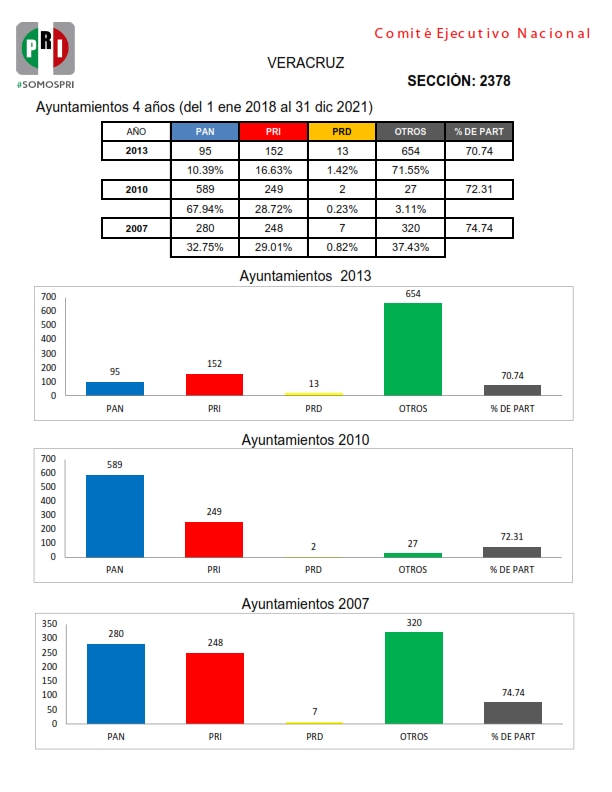 Comité Ejecutivo Nacional
PRI
#SOMOSPRI
VERACRUZ
SECCIÓN: 2378
Ayuntamientos 4 años (del 1 ene 2018 al 31 dic 2021)
AÑO PAN PRI PRD OTROS % DE PART
2013 95 152 13 654 70.74
10.39% 16.63% 1.42% 71.55%
2010 589 249 2 27 72.31
67.94% 28.72% 0.23% 3.11%
2007 280 248 7 320 74.74
32.75% 29.01% 0.82% 37.43%
Ayuntamientos 2013
700
600
500
400
300
200
100
0
95
152
13
654
70.74
PAN PRI PRD OTROS % DE PART
Ayuntamientos 2010
700
600
500
400
300
200
100
0
589
249
2
27
72.31
PAN PRI PRD OTROS % DE PART
Ayuntamientos 2007
350
300
250
200
150
100
50
0
280
248
7
320
74.74
PAN PRI PRD OTROS % DE PART